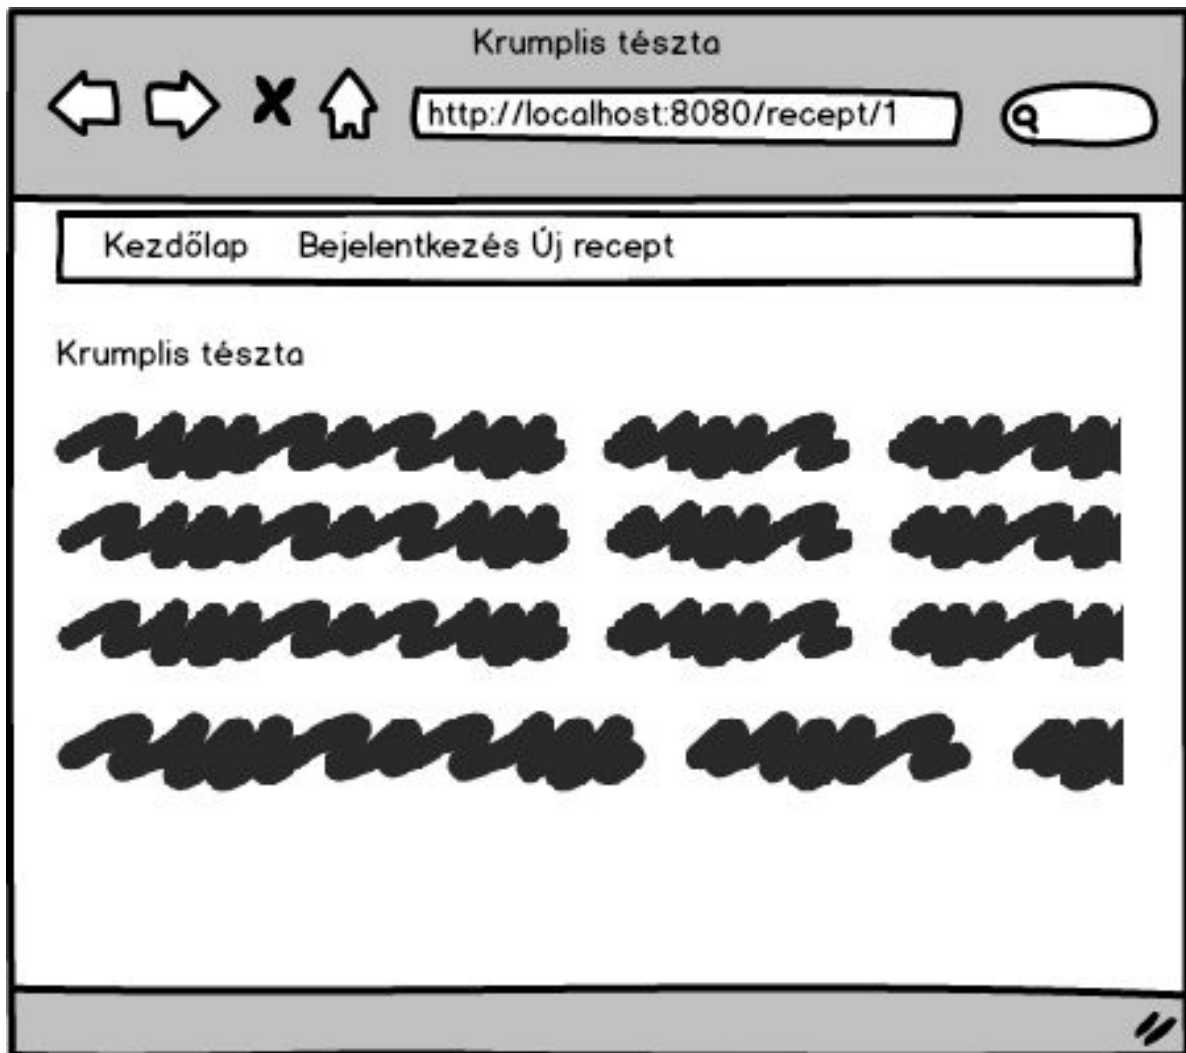 Krumplis tészta
http://localhost:8080/recept/1
Kezdőlap Bejelentkezés Új recept
Krumplis tészta